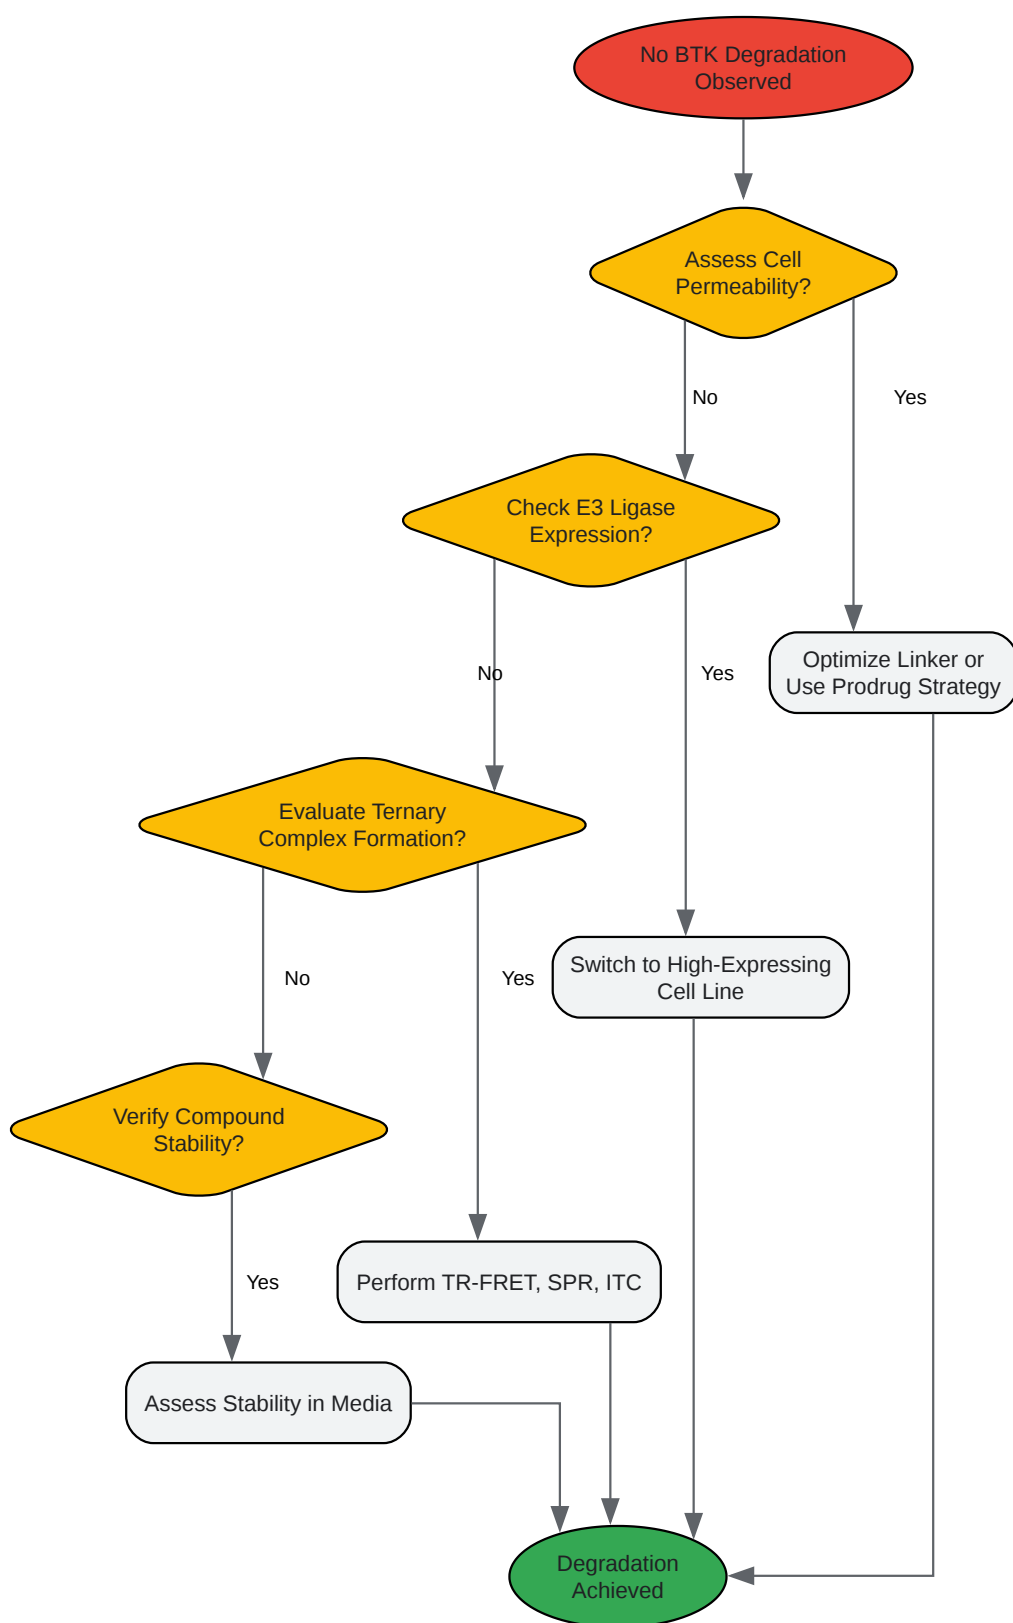 No BTK Degradation
Observed
Assess Cell
Permeability?
No
Yes
Check E3 Ligase
Expression?
No
Yes
Optimize Linker or
Use Prodrug Strategy
Evaluate Ternary
Complex Formation?
No
Yes
Switch to High-Expressing
Cell Line
Verify Compound
Stability?
Yes
Perform TR-FRET, SPR, ITC
Assess Stability in Media
Degradation
Achieved